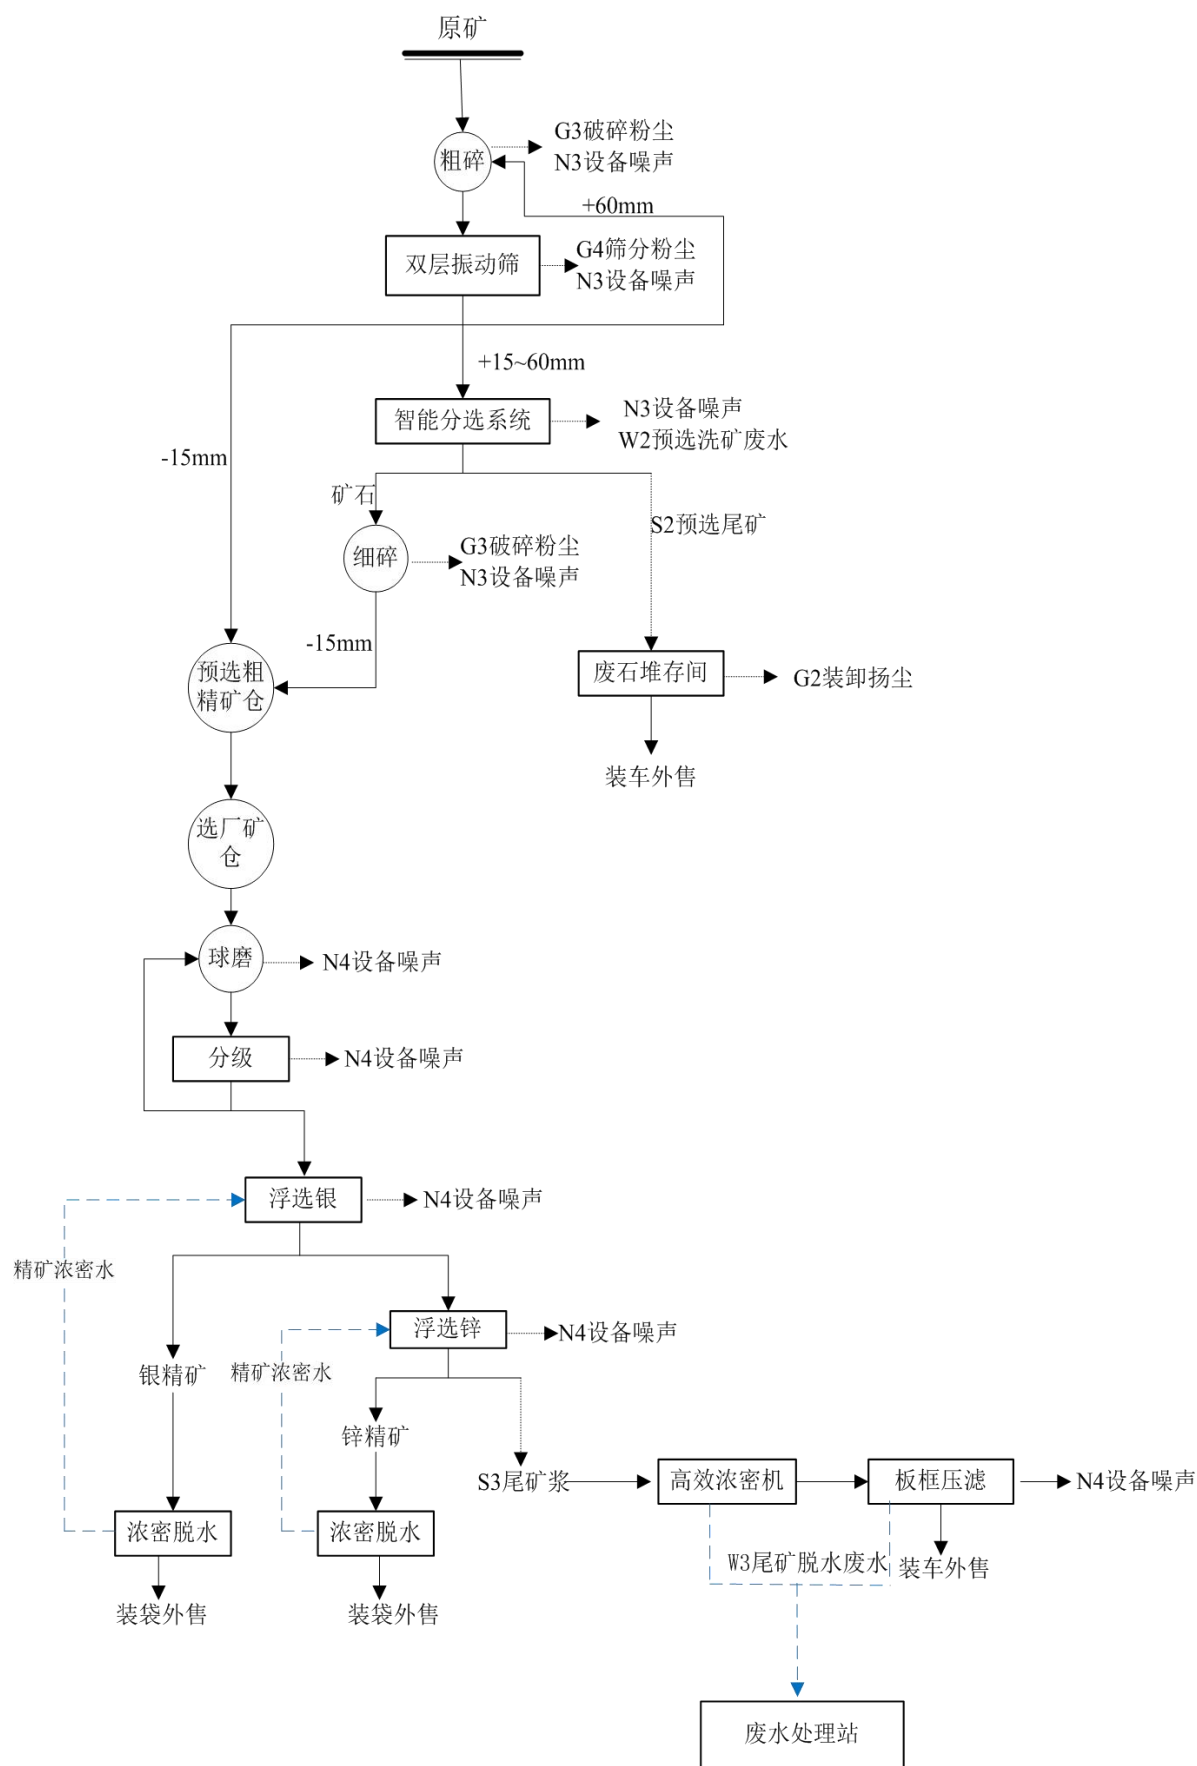 原矿
粗碎
G3破碎粉尘
N3设备噪声
+60mm
双层振动筛
G4筛分粉尘
N3设备噪声
+15~60mm
智能分选系统
N3设备噪声
W2预选洗矿废水
-15mm
矿石
S2预选尾矿
细碎
G3破碎粉尘
N3设备噪声
-15mm
预选粗
精矿仓
废石堆存间
G2装卸扬尘
装车外售
选厂矿
仓
球磨
N4设备噪声
分级
N4设备噪声
浮选银
N4设备噪声
精矿浓密水
浮选锌
N4设备噪声
银精矿
精矿浓密水
锌精矿
S3尾矿浆
高效浓密机
板框压滤
N4设备噪声
浓密脱水
浓密脱水
W3尾矿脱水废水
装车外售
装袋外售
装袋外售
废水处理站